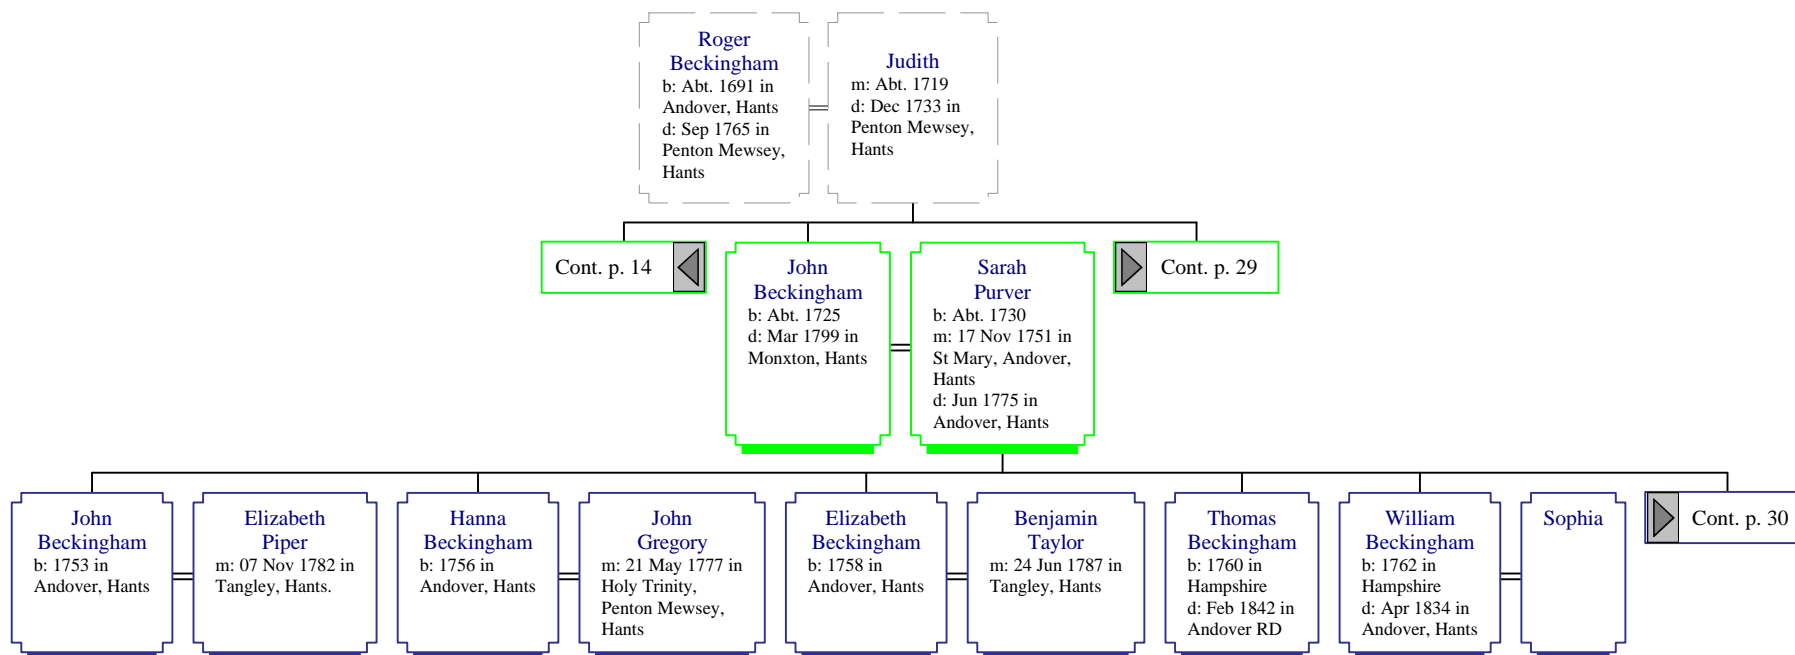 Roger
Beckingham
b: Abt. 1691 in
Andover, Hants
d: Sep 1765 in
Penton Mewsey,
Hants
Judith
m: Abt. 1719
d: Dec 1733 in
Penton Mewsey,
Hants
Cont. p. 14
John
Beckingham
b: Abt. 1725
d: Mar 1799 in
Monxton, Hants
Sarah
Purver
b: Abt. 1730
m: 17 Nov 1751 in
St Mary, Andover,
Hants
d: Jun 1775 in
Andover, Hants
Cont. p. 29
John
Beckingham
b: 1753 in
Andover, Hants
Elizabeth
Piper
m: 07 Nov 1782 in
Tangley, Hants.
Hanna
Beckingham
b: 1756 in
Andover, Hants
John
Gregory
m: 21 May 1777 in
Holy Trinity,
Penton Mewsey,
Hants
Elizabeth
Beckingham
b: 1758 in
Andover, Hants
Benjamin
Taylor
m: 24 Jun 1787 in
Tangley, Hants
Thomas
Beckingham
b: 1760 in
Hampshire
d: Feb 1842 in
Andover RD
William
Beckingham
b: 1762 in
Hampshire
d: Apr 1834 in
Andover, Hants
Sophia
Cont. p. 30